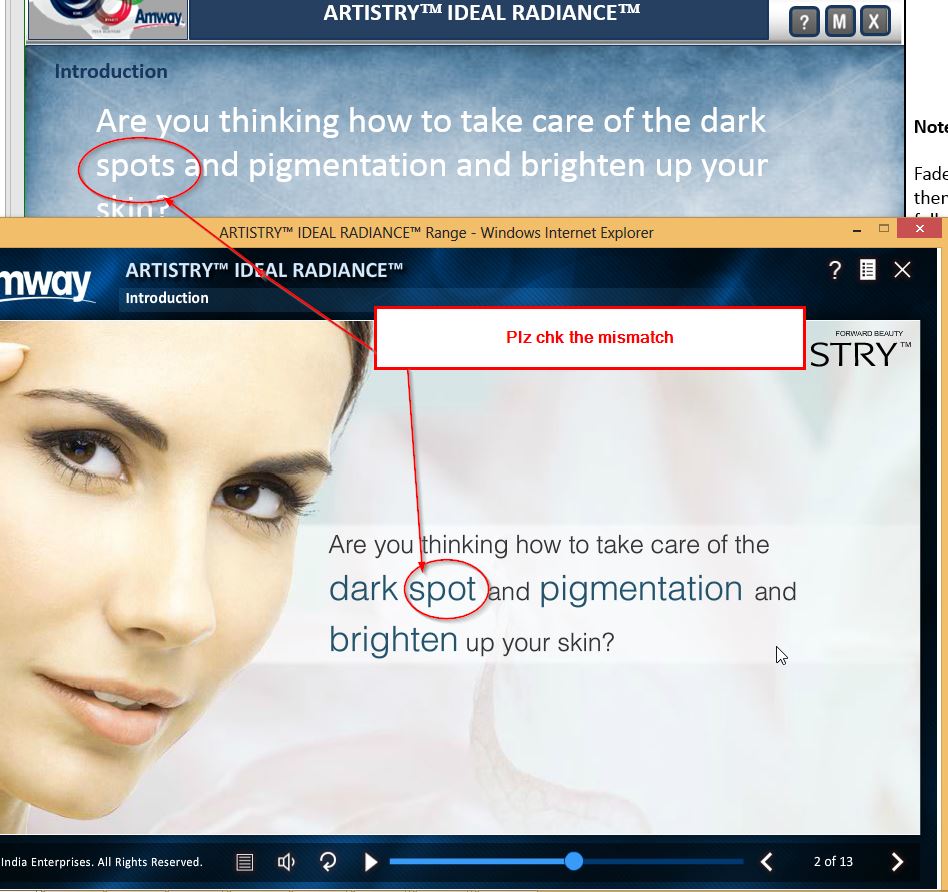 Amway
ARTISTRY™ IDEAL RADIANCE™
? M X
Introduction
Are you thinking how to take care of the dark
spots and pigmentation and brighten up your
skin?
Note
Fade
then
ARTISTRY™ IDEAL RADIANCE™ Range - Windows Internet Explorer
mway
ARTISTRY™ IDEAL RADIANCE™
Introduction
?
Plz chk the mismatch
FORWARD BEAUTY
STRY™
Are you thinking how to take care of the
dark spot and pigmentation and
brighten up your skin?
India Enterprises. All Rights Reserved.
2 of 13